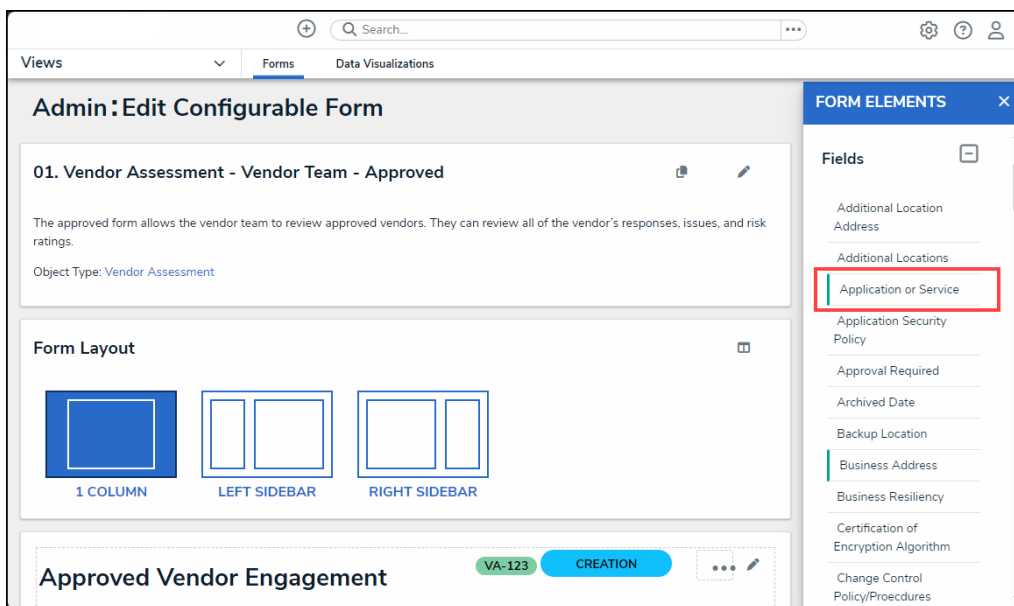 Search...
Views
Forms
Data Visualizations
Admin:Edit Configurable Form
01. Vendor Assessment - Vendor Team - Approved
The approved form allows the vendor team to review approved vendors. They can review all of the vendor's responses, issues, and risk
ratings.
Object Type: Vendor Assessment
Form Layout
1 COLUMN
LEFT SIDEBAR
RIGHT SIDEBAR
Approved Vendor Engagement
VA-123
CREATION
FORM ELEMENTS
Fields
Additional Location
Address
Additional Locations
Application or Service
Application Security
Policy
Approval Required
Archived Date
Backup Location
Business Address
Business Resiliency
Certification of
Encryption Algorithm
Change Control
Policy/Proecdures